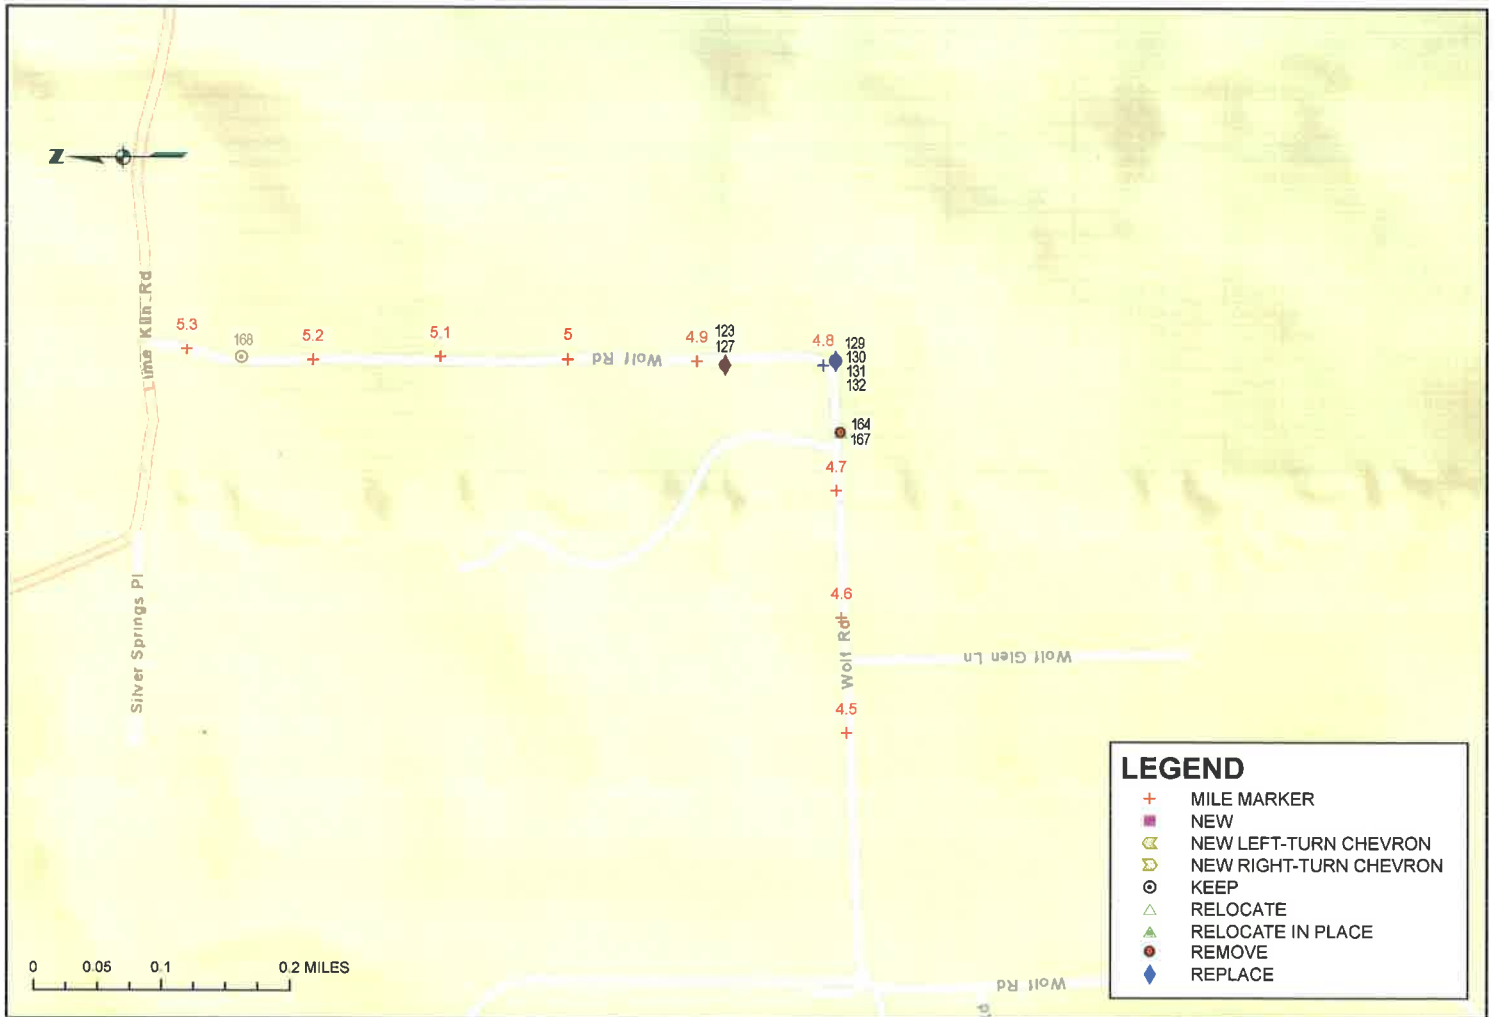 Z
Lime Kiln Rd
5.3
168
5.2
5.1
5
Wolf Rd
4.9
123
127
4.8
129
130
131
132
164
167
4.7
4.6
Wolf Rd
Wolf Glen Ln
4.5
Silver Springs Pl
Wolf Rd
0 0.05 0.1 0.2 MILES
LEGEND
MILE MARKER
NEW
NEW LEFT-TURN CHEVRON
NEW RIGHT-TURN CHEVRON
KEEP
RELOCATE
RELOCATE IN PLACE
REMOVE
REPLACE